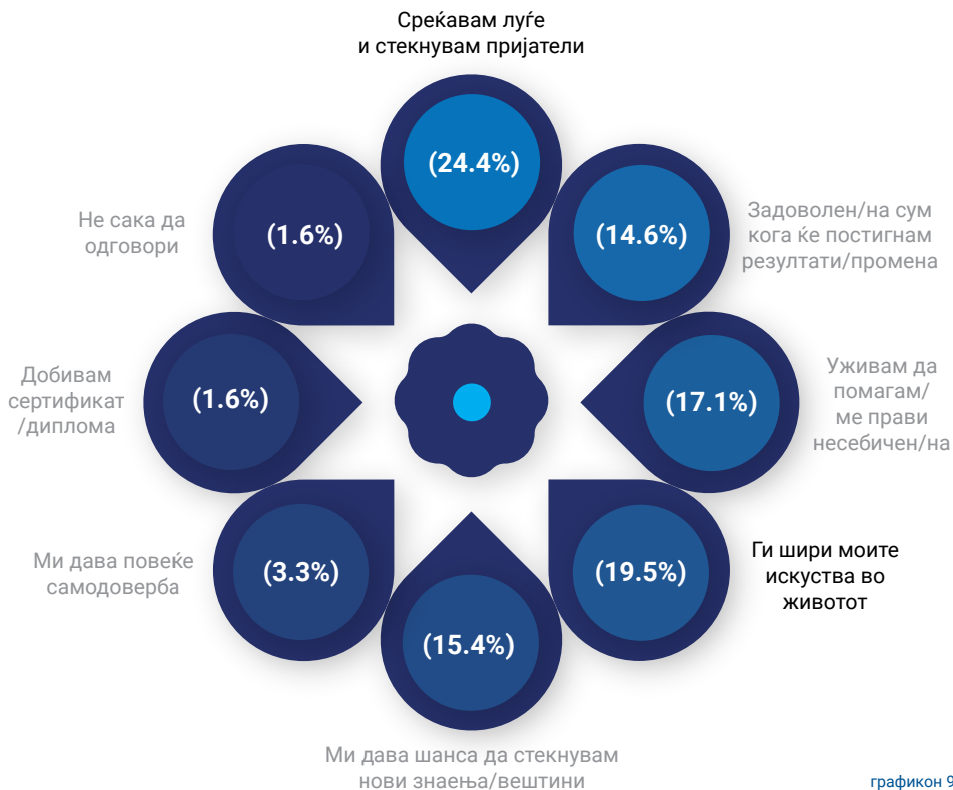 Среќавам луѓе
и стекнувам пријатели
(24.4%)
Задоволен/на сум
кога ќе постигнам
резултати/промена
(14.6%)
Уживам да
помагам/
ме прави
несебичен/на
(17.1%)
Ги шири моите
искуства во
животот
(19.5%)
(15.4%)
Ми дава шанса да стекнувам
нови знаења/вештини
Ми дава повеќе
самодоверба
(3.3%)
Добивам
сертификат
/диплома
(1.6%)
Не сака да
одговори
(1.6%)
графикон 9